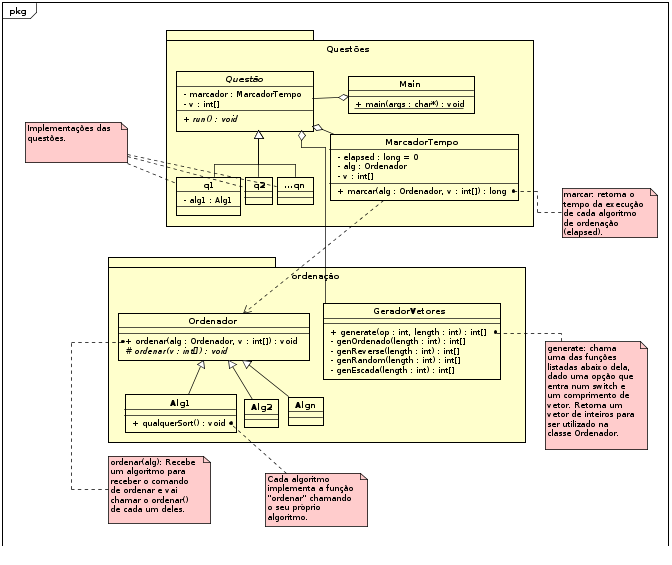 pkg
Questões
Questão
- marcador : MarcadorTempo
- v : int[]
+ run() : void
Main
+ main(args : char*) : void
MarcadorTempo
- elapsed : long = 0
- alg : Ordenador
- v : int[]
+ marcar(alg : Ordenador, v : int[]) : long
Implementações das
questões.
q1
- alg1 : Alg1
q2
...qn
marcar: retorna o
tempo da execução
de cada algoritmo
de ordenação
(elapsed).
ordenação
Ordenador
+ ordenar(alg : Ordenador, v : int[]) : void
# ordenar(v : int[]) : void
GeradorVetores
+ generate(op : int, length : int) : int[]
- genOrdenado(length : int) : int[]
- genReverse(length : int) : int[]
- genRandom(length : int) : int[]
- genEscada(length : int) : int[]
generate: chama
uma das funções
listadas abaixo dela,
dado uma opção que
entra num switch e
um comprimento de
vetor. Retorna um
vetor de inteiros para
ser utilizado na
classe Ordenador.
Alg1
+ qualquerSort() : void
Alg2
Algn
ordenar(alg): Recebe
um algoritmo para
receber o comando
de ordenar e vai
chamar o ordenar()
de cada um deles.
Cada algoritmo
implementa a função
"ordenar" chamando
o seu próprio
algoritmo.